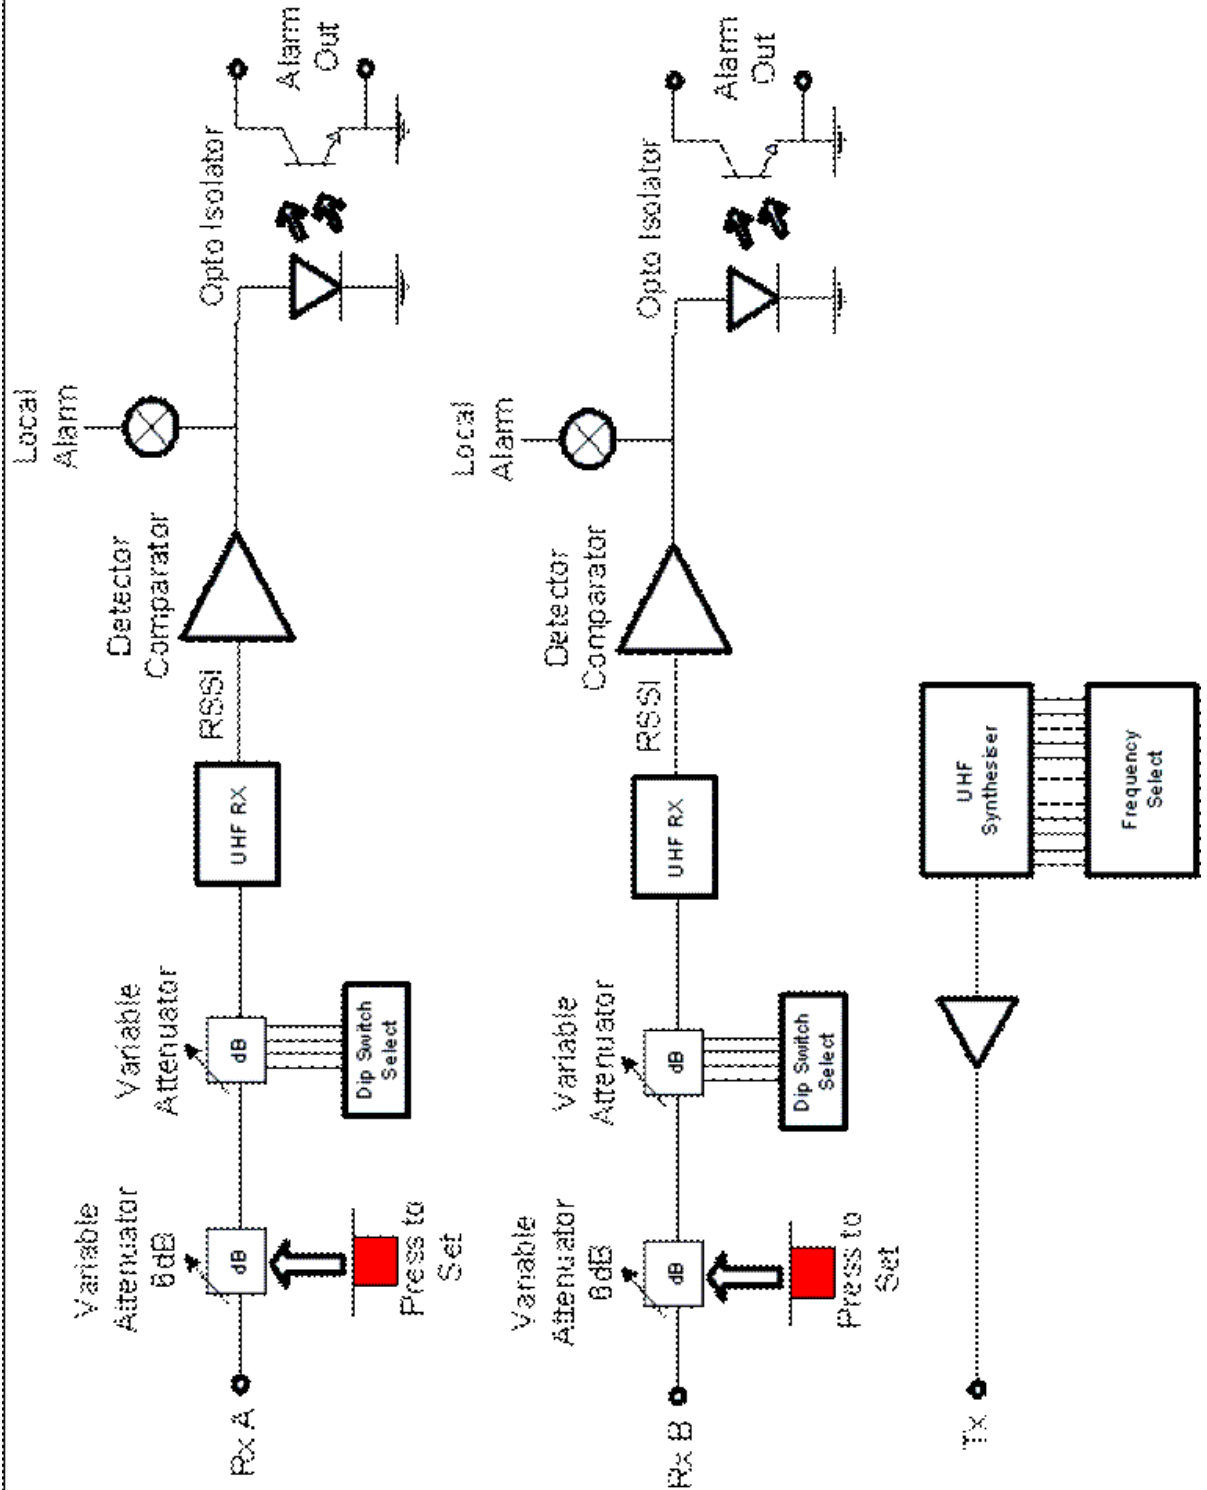 Rx A
Variable
Attenuator
6dB
dB
Press to
Set
Variable
Attenuator
dB
Dip Switch
Select
UHF RX
RSSI
Detector
Comparator
Local
Alarm
Opto Isolator
Alarm
Out
Rx B
Variable
Attenuator
6dB
dB
Press to
Set
Variable
Attenuator
dB
Dip Switch
Select
UHF RX
RSSI
Detector
Comparator
Local
Alarm
Opto Isolator
Alarm
Out
Tx
UHF
Synthesiser
Frequency
Select